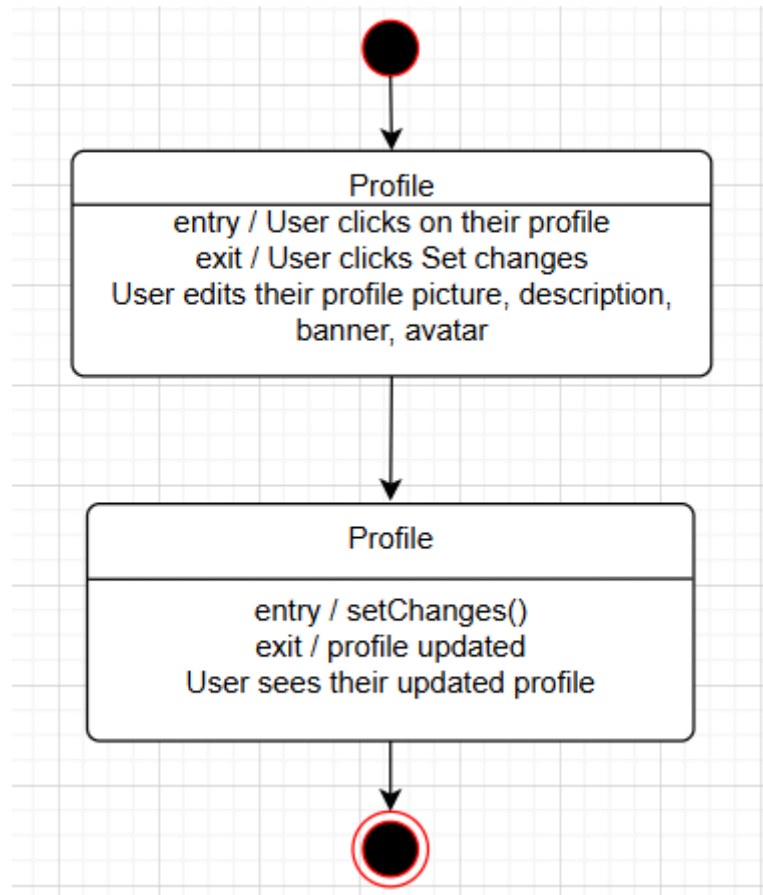 Profile
entry / User clicks on their profile
exit / User clicks Set changes
User edits their profile picture, description,
banner, avatar
Profile
entry / setChanges()
exit / profile updated
User sees their updated profile